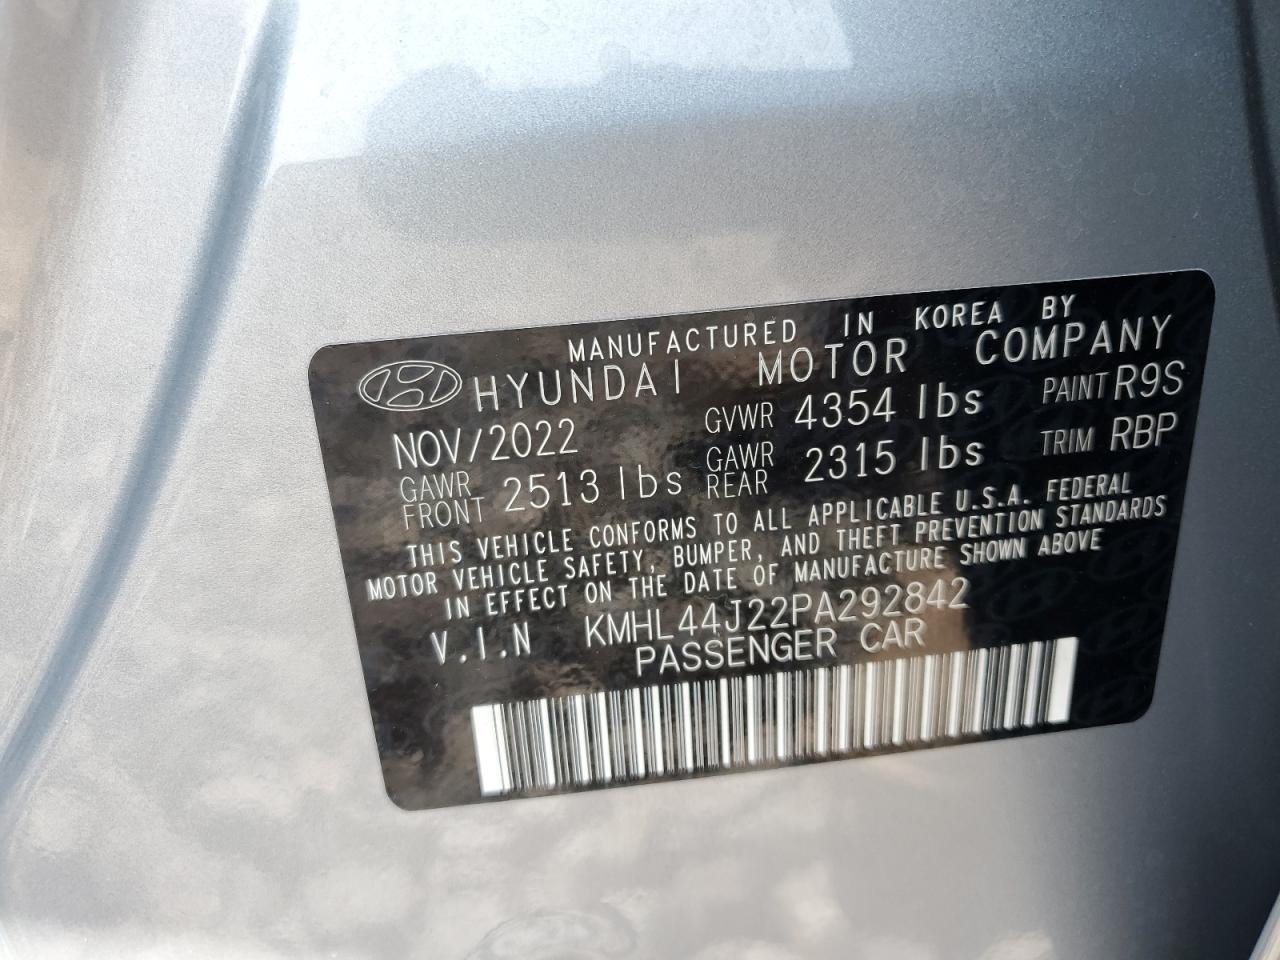 MANUFACTURED IN KOREA BY
HYUNDAI MOTOR COMPANY
NOV/2022 GVWR 4354 lbs PAINT R9S
GAWR FRONT 2513 lbs GAWR REAR 2315 lbs TRIM RBP
THIS VEHICLE CONFORMS TO ALL APPLICABLE U.S.A. FEDERAL
MOTOR VEHICLE SAFETY, BUMPER, AND THEFT PREVENTION STANDARDS
IN EFFECT ON THE DATE OF MANUFACTURE SHOWN ABOVE
V.I.N KMHL44J22PA292842
PASSENGER CAR